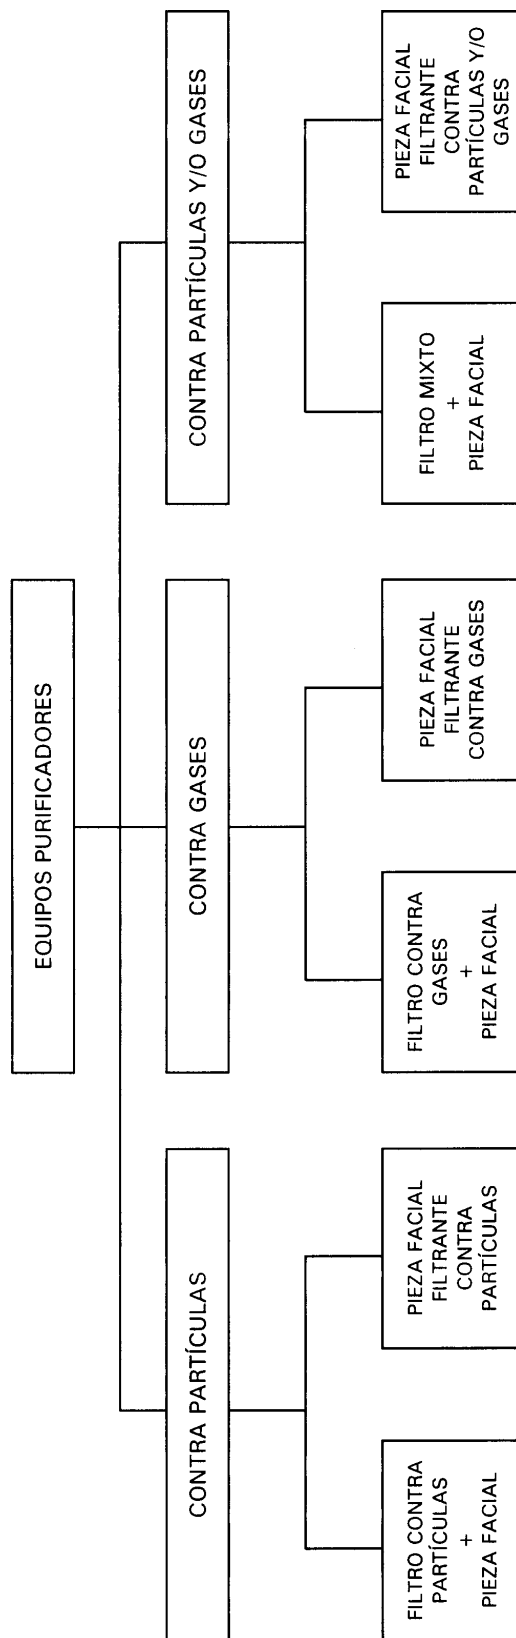 EQUIPOS PURIFICADORES
CONTRA PARTÍCULAS
CONTRA GASES
CONTRA PARTÍCULAS Y/O GASES
FILTRO CONTRA
PARTÍCULAS
+
PIEZA FACIAL
PIEZA FACIAL
FILTRANTE
CONTRA
PARTÍCULAS
FILTRO CONTRA
GASES
+
PIEZA FACIAL
PIEZA FACIAL
FILTRANTE
CONTRA GASES
FILTRO MIXTO
+
PIEZA FACIAL
PIEZA FACIAL
FILTRANTE
CONTRA
PARTÍCULAS Y/O
GASES